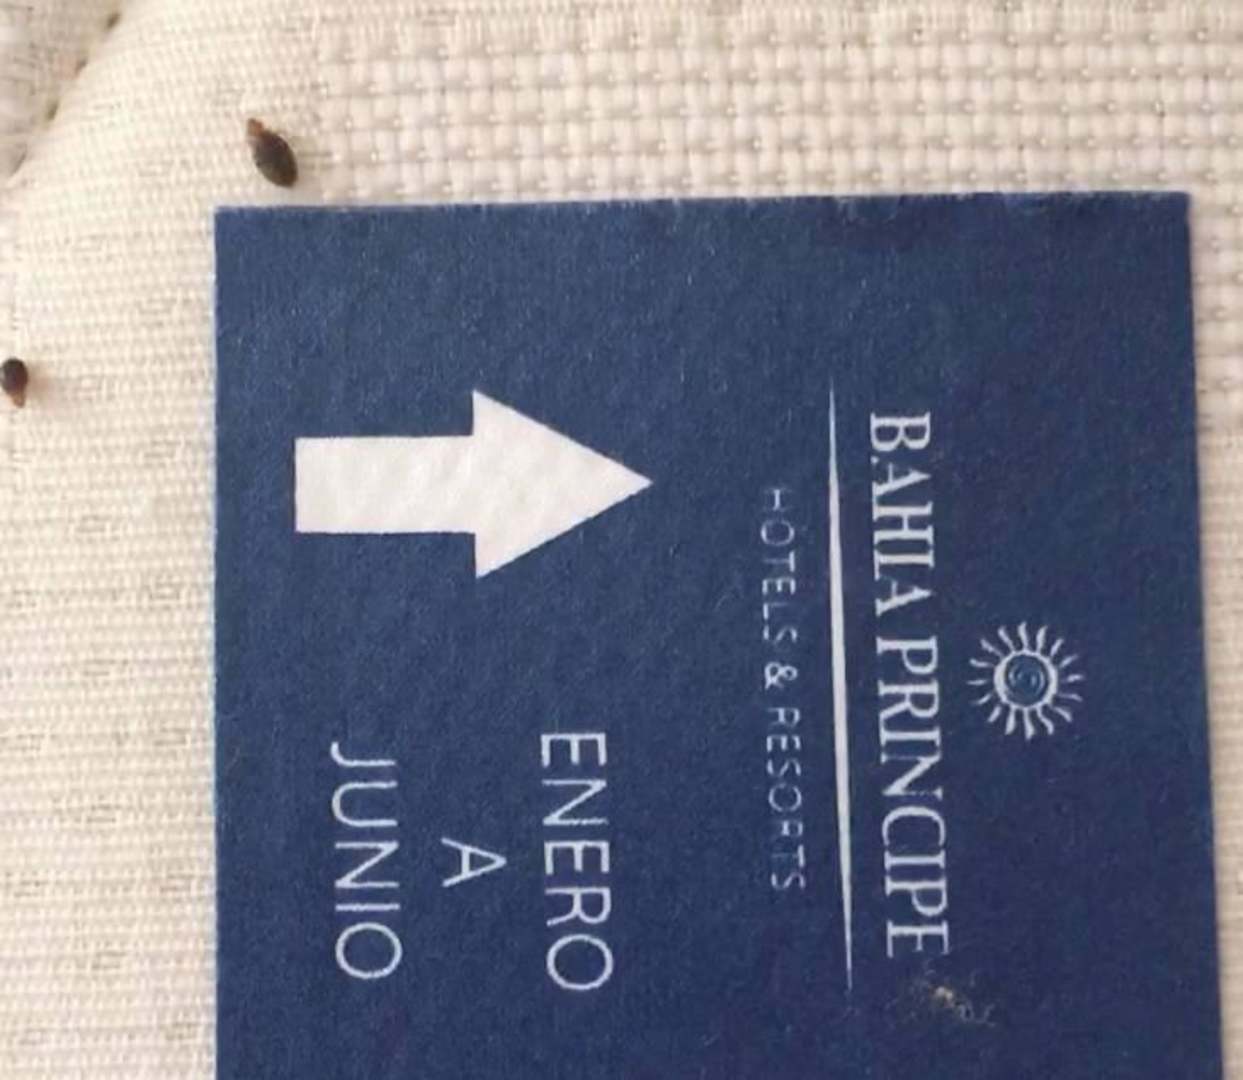 BAHIA PRINCIPE
HOTELS & RESORTS
ENERO
A
JUNIO